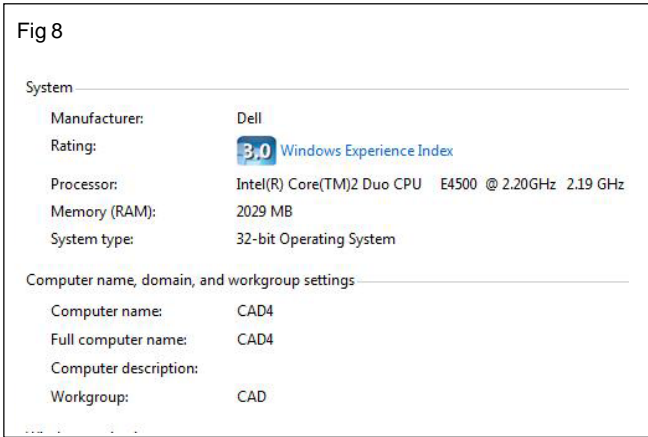 Fig 8
System
Manufacturer: Dell
Rating: 3.0 Windows Experience Index
Processor: Intel(R) Core(TM)2 Duo CPU E4500 @ 2.20GHz 2.19 GHz
Memory (RAM): 2029 MB
System type: 32-bit Operating System
Computer name, domain, and workgroup settings
Computer name: CAD4
Full computer name: CAD4
Computer description:
Workgroup: CAD